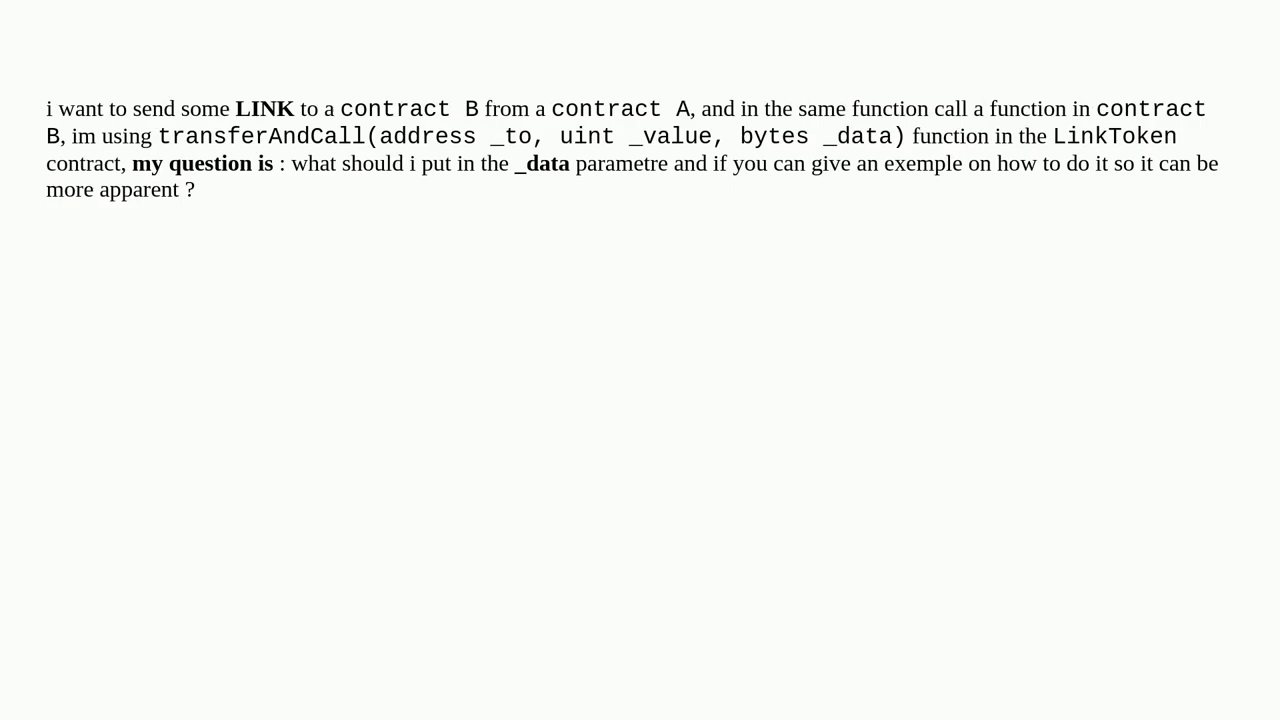 i want to send some LINK to a contract B from a contract A, and in the same function call a function in contract
B, im using transferAndCall(address _to, uint _value, bytes _data) function in the LinkToken
contract, my question is : what should i put in the _data parametre and if you can give an exemple on how to do it so it can be
more apparent ?